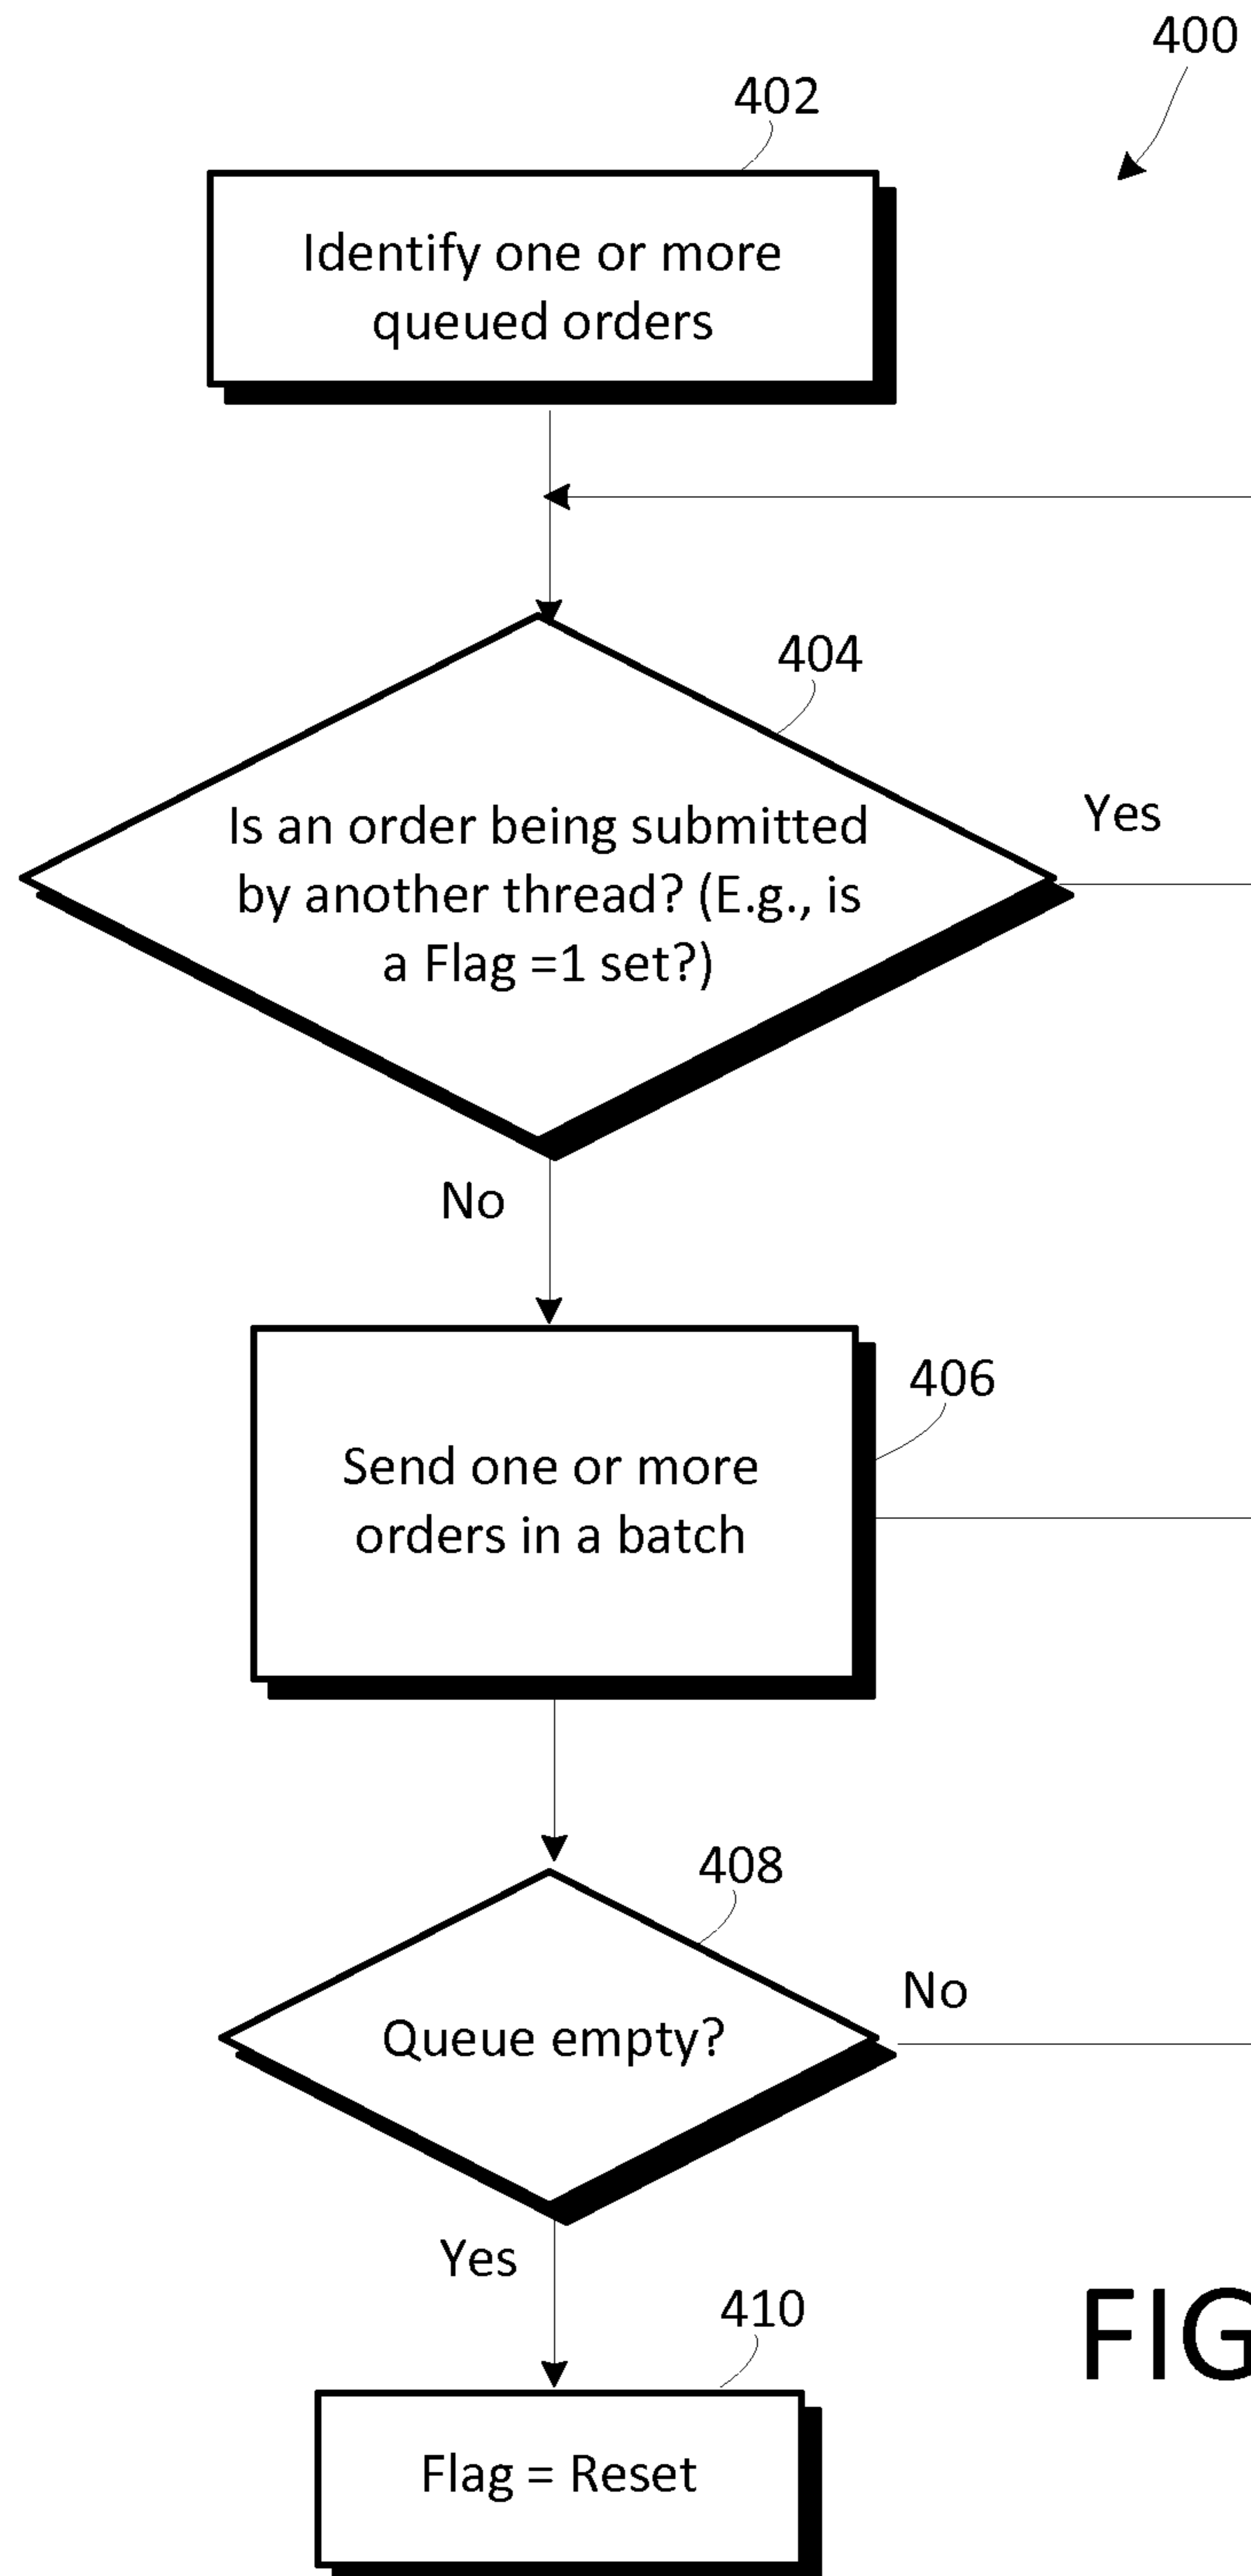 400
402
Identify one or more
queued orders
404
Is an order being submitted
by another thread? (E.g., is
a Flag =1 set?)
Yes
No
406
Send one or more
orders in a batch
408
Queue empty?
No
Yes
410
FIG
Flag = Reset